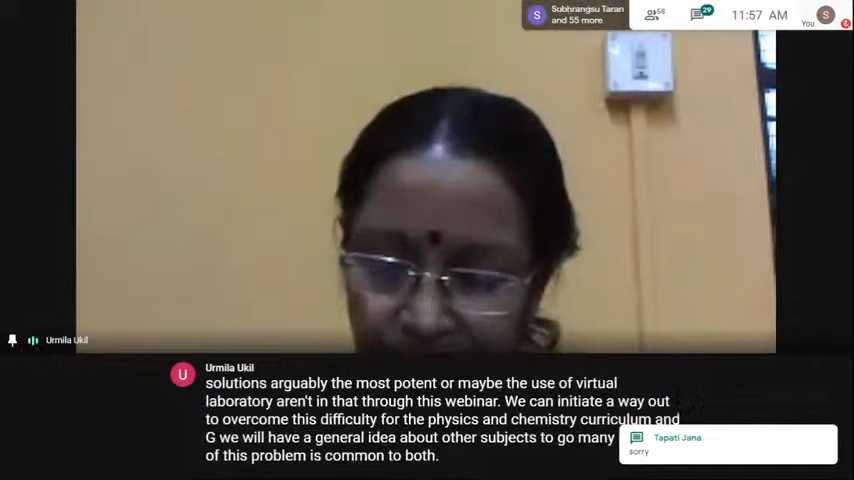 Subhrangsu Taran
and 55 more
S
58
29
11:57 AM
You
S
Urmila Ukil
U
Urmila Ukil
solutions arguably the most potent or maybe the use of virtual
laboratory aren't in that through this webinar. We can initiate a way out
to overcome this difficulty for the physics and chemistry curriculum and
G we will have a general idea about other subjects to go many
of this problem is common to both.
Tapati Jana
sorry